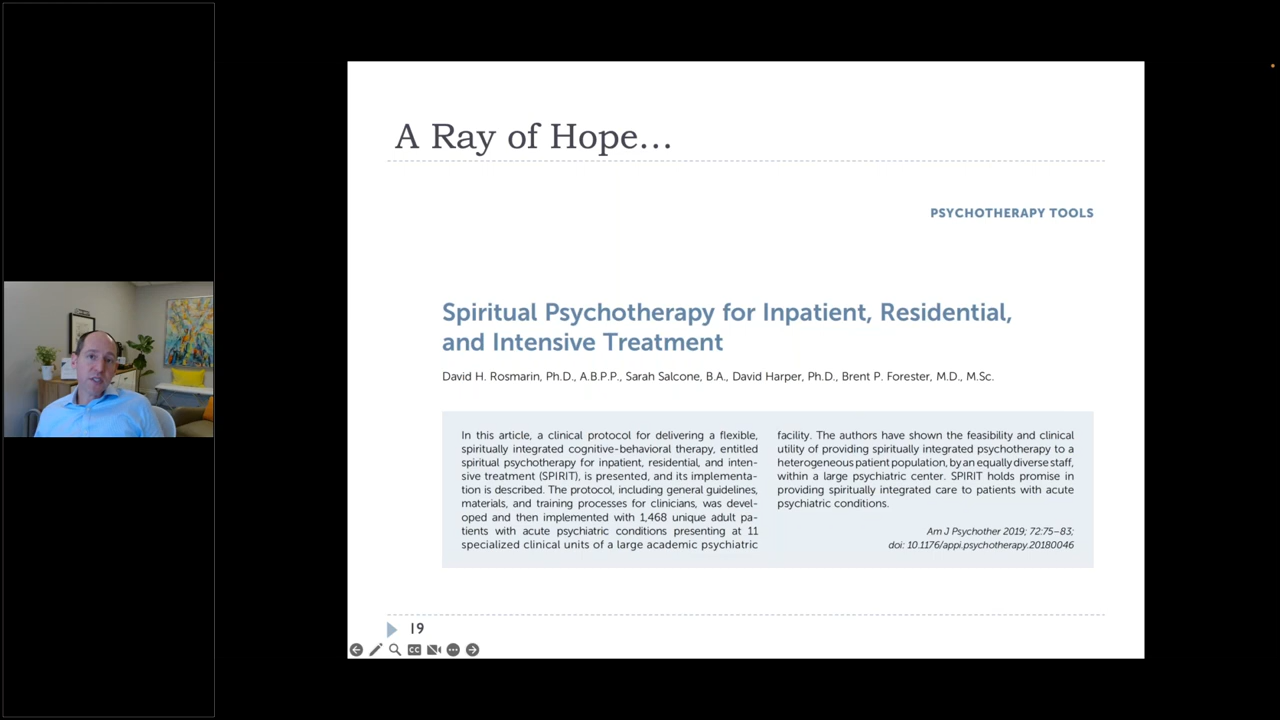 A Ray of Hope...
PSYCHOTHERAPY TOOLS
Spiritual Psychotherapy for Inpatient, Residential,
and Intensive Treatment
David H. Rosmarin, Ph.D., A.B.P.P., Sarah Salcone, B.A., David Harper, Ph.D., Brent P. Forester, M.D., M.Sc.
In this article, a clinical protocol for delivering a flexible,
spiritually integrated cognitive-behavioral therapy, entitled
spiritual psychotherapy for inpatient, residential, and inten-
sive treatment (SPIRIT), is presented, and its implementa-
tion is described. The protocol, including general guidelines,
materials, and training processes for clinicians, was devel-
oped and then implemented with 1,468 unique adult pa-
tients with acute psychiatric conditions presenting at 11
specialized clinical units of a large academic psychiatric
facility. The authors have shown the feasibility and clinical
utility of providing spiritually integrated psychotherapy to a
heterogeneous patient population, by an equally diverse staff,
within a large psychiatric center. SPIRIT holds promise in
providing spiritually integrated care to patients with acute
psychiatric conditions.
Am J Psychother 2019; 72:75–83;
doi: 10.1176/appi.psychotherapy.20180046
19
CC